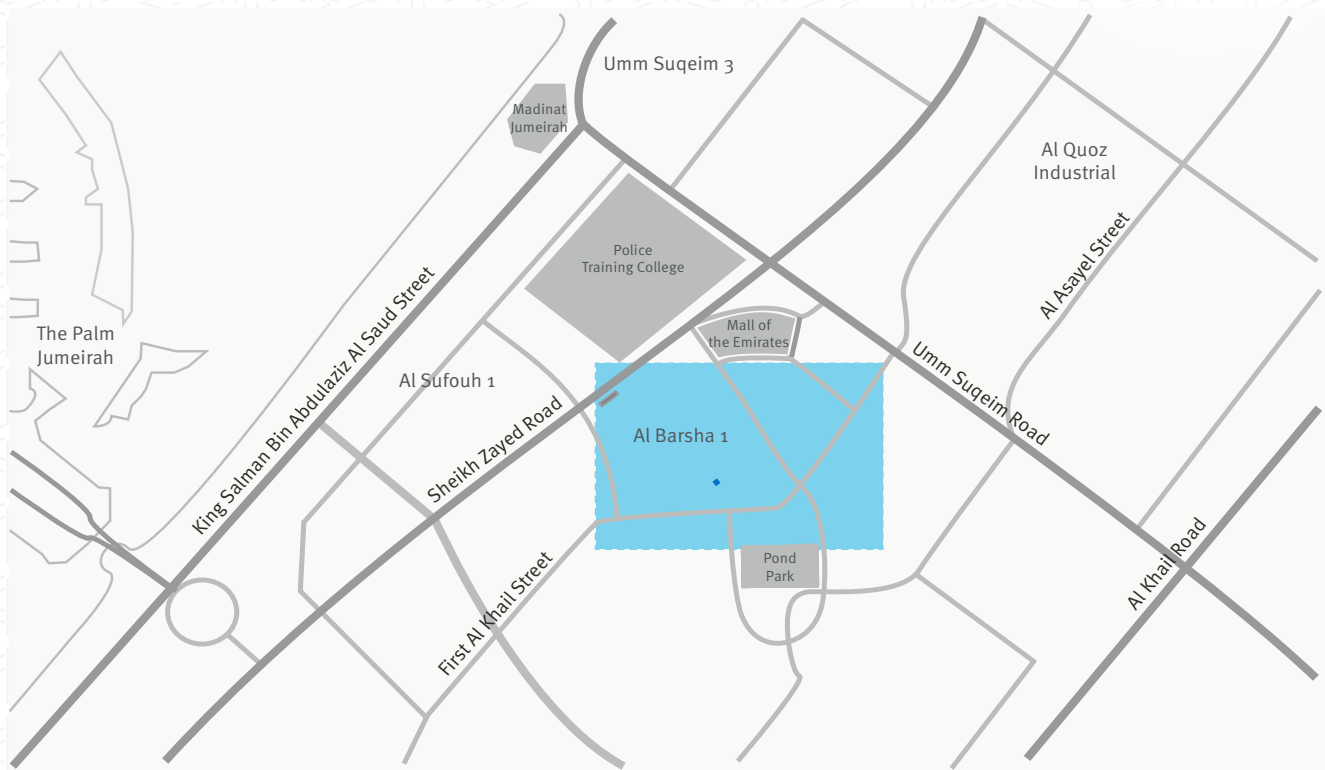 Umm Suqeim 3
Madinat
Jumeirah
Al Quoz
Industrial
Police
Training College
Al Asayel Street
King Salman Bin Abdulaziz Al Saud Street
The Palm
Jumeirah
Mall of
the Emirates
Al Sufouh 1
Umm Suqeim Road
Sheikh Zayed Road
Al Barsha 1
First Al Khail Street
Pond
Park
Al Khail Road